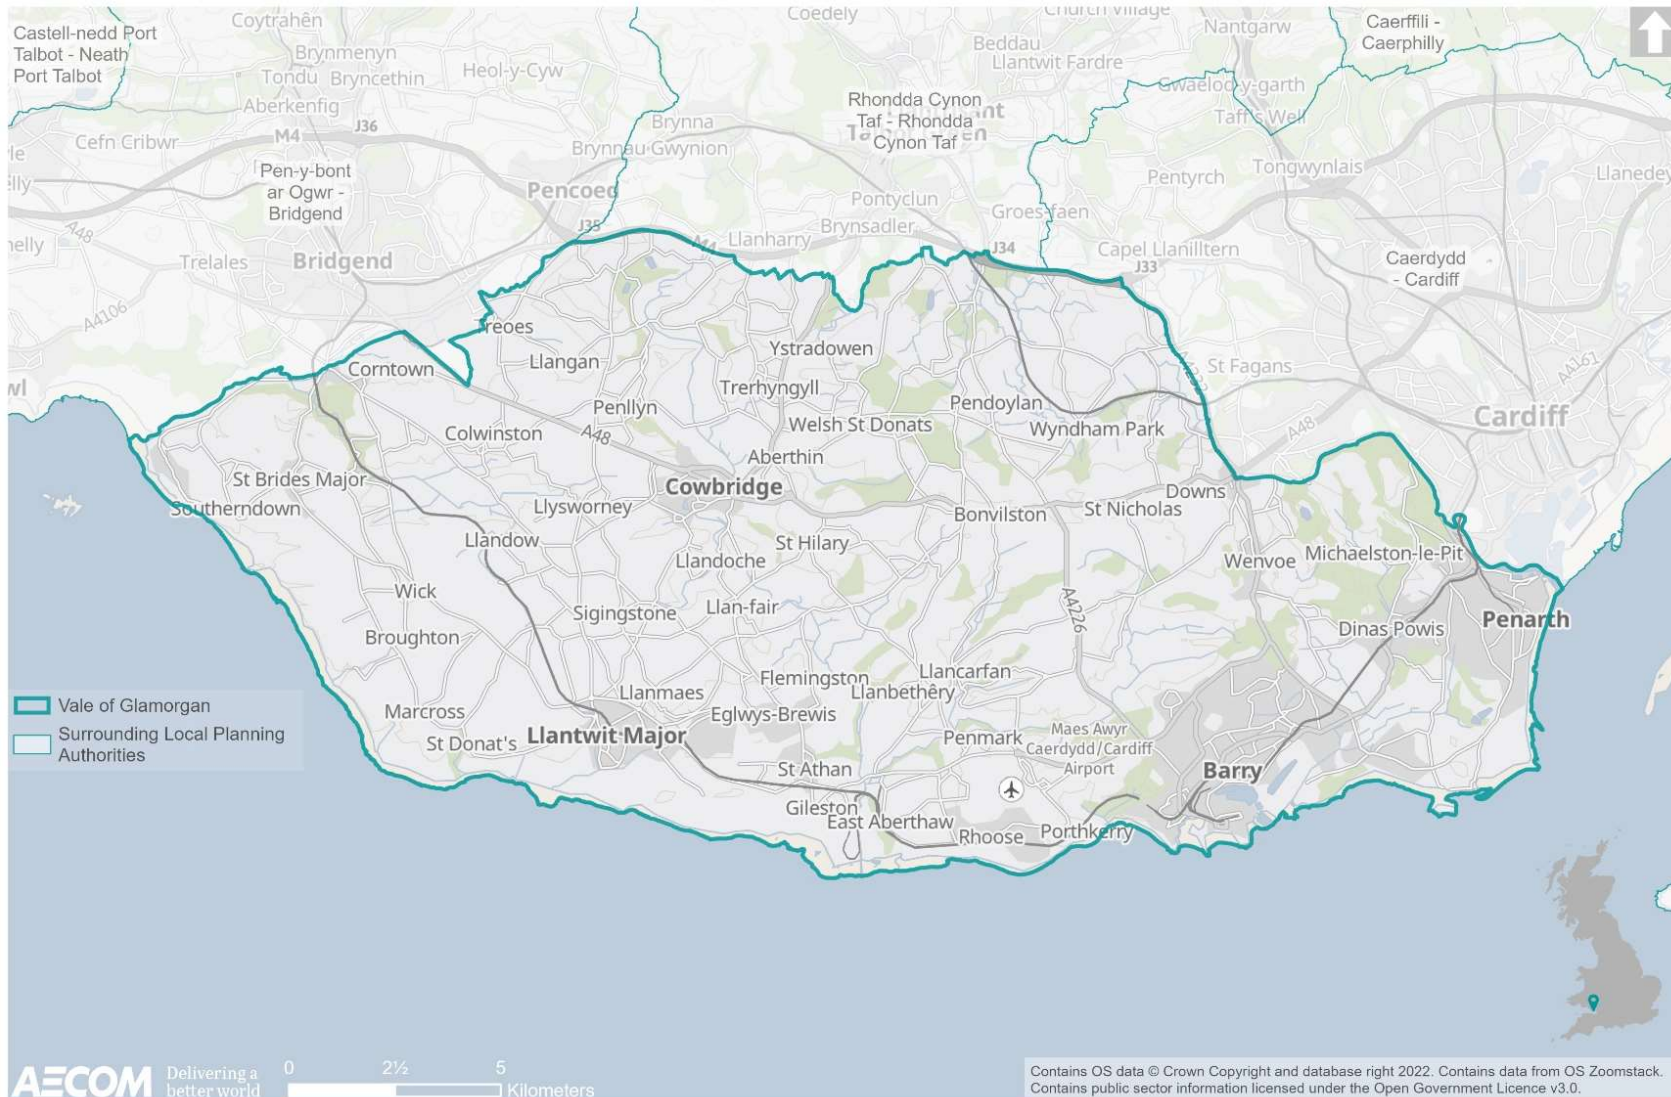 Castell-nedd Port
Talbot - Neath
Port Talbot
Coytrahên
Brynmenyn
Tondu
Bryncethin
Aberkenfig
Heol-y-Cyw
Coedely
Church Village
Beddau
Llantwit Fardre
Nantgarw
Caerffili -
Caerphilly
Gwaelod-y-garth
Taff's Well
Tongwynlais
M4
J36
Cefn Cribwr
Brynna
Brynnau Gwynion
Rhondda Cynon
Taf - Rhondda
Cynon Taf
Pen-y-bont
ar Ogwr -
Bridgend
Pencoed
Pentyrch
Pontyclun
Groes-faen
A48
J35
M4
Llanharry
Brynsadler
J34
Capel Llanilltern
J33
Trelales
Bridgend
Caerdydd
- Cardiff
A4106
Treoes
Corntown
Llangan
Ystradowen
A4232
St Fagans
A4161
Trerhyngyll
Penllyn
Pendoylan
Cardiff
Colwinston
A48
Welsh St Donats
Wyndham Park
A48
Aberthin
St Brides Major
Cowbridge
Downs
Southerndown
Llysworney
Bonvilston
St Nicholas
Llandow
St Hilary
Llandoche
Wenvoe
Michaelston-le-Pit
Wick
Sigingstone
Llan-fair
A4226
Broughton
Dinas Powis
Penarth
Flemingston
Llancarfan
Llanmaes
Llanbethêry
Vale of Glamorgan
Surrounding Local Planning
Authorities
Marcross
Eglwys-Brewis
St Donat's
Llantwit Major
Penmark
Maes Awyr
Caerdydd/Cardiff
Airport
St Athan
Barry
Gileston
East Aberthaw
Rhoose
Porthkerry
AECOM
Delivering a
better world
0
2½
5
Kilometers
Contains OS data © Crown Copyright and database right 2022. Contains data from OS Zoomstack.
Contains public sector information licensed under the Open Government Licence v3.0.